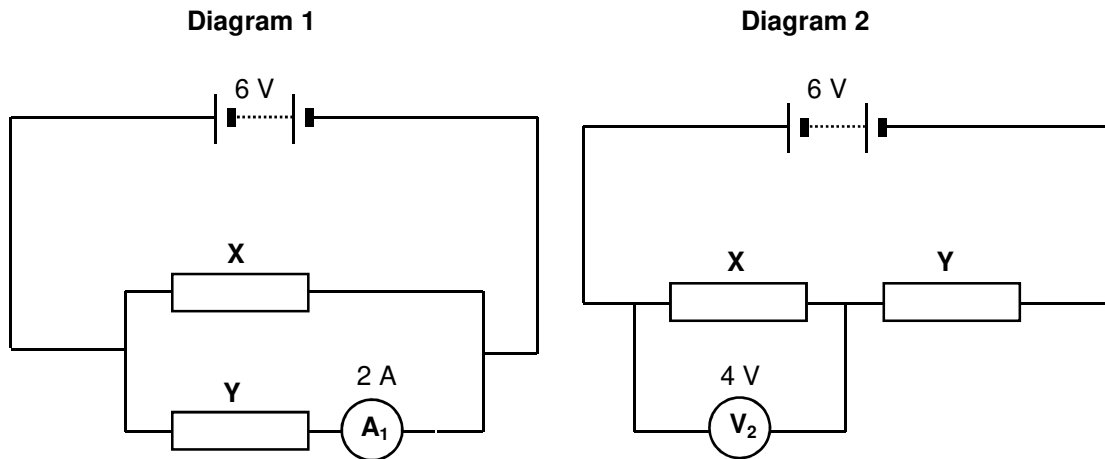 Diagram 1
6 V
X
Y
2 A
A₁
Diagram 2
6 V
X
Y
4 V
V₂